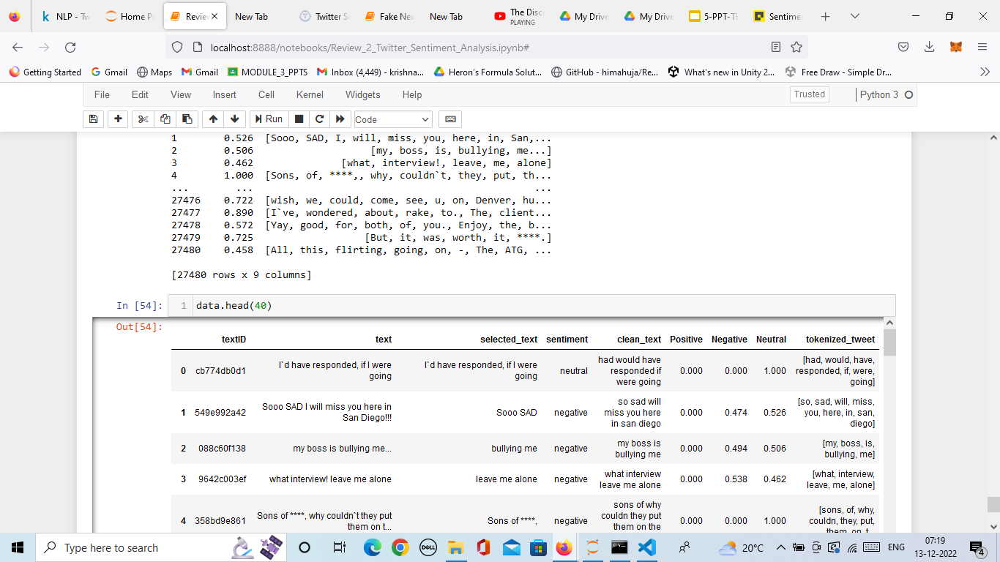 NLP - Tw
Home Pa
Review
New Tab
Twitter Se
Fake New
New Tab
The Disco
PLAYING
My Drive
My Drive
5-PPT-TE
Sentimen
localhost:8888/notebooks/Review_2_Twitter_Sentiment_Analysis.ipynb#
Getting Started
Gmail
Maps
Gmail
MODULE_3_PPTS
Inbox (4,449) - krishna...
Heron's Formula Solut...
GitHub - himahuja/Re...
What's new in Unity 2...
Free Draw - Simple Dr...
File Edit View Insert Cell Kernel Widgets Help
Trusted
Python 3
Run
Code
1 0.526 [Sooo, SAD, I, will, miss, you, here, in, San,...
2 0.506 [my, boss, is, bullying, me...]
3 0.462 [what, interview!, leave, me, alone]
4 1.000 [Sons, of, ****,, why, couldn`t, they, put, th...
... ... ...
27476 0.722 [wish, we, could, come, see, u, on, Denver, hu...
27477 0.890 [I`ve, wondered, about, rake, to., The, client...
27478 0.572 [Yay, good, for, both, of, you., Enjoy, the, b...
27479 0.725 [But, it, was, worth, it, ****.]
27480 0.458 [All, this, flirting, going, on, -, The, ATG, ...
[27480 rows x 9 columns]
In [54]:
1 data.head(40)
Out[54]:
textID text selected_text sentiment clean_text Positive Negative Neutral tokenized_tweet
0 cb774db0d1
I`d have responded, if I were
going
I`d have responded, if I were
going
neutral
had would have
responded if
were going
0.000 0.000 1.000
[had, would, have,
responded, if, were,
going]
1 549e992a42
Sooo SAD I will miss you here in
San Diego!!!
Sooo SAD
negative
so sad will
miss you here
in san diego
0.000 0.474 0.526
[so, sad, will, miss,
you, here, in, san,
diego]
2 088c60f138
my boss is bullying me...
bullying me
negative
my boss is
bullying me
0.000 0.494 0.506
[my, boss, is,
bullying, me]
3 9642c003ef
what interview! leave me alone
leave me alone
negative
what interview
leave me alone
0.000 0.538 0.462
[what, interview,
leave, me, alone]
4 358bd9e861
Sons of ****, why couldn`t they put
them on t...
Sons of ****,
negative
sons of why
couldn they put
them on the
0.000 0.000 1.000
[sons, of, why,
couldn, they, put,
them, on, t
Type here to search
DELL
20°C
ENG
07:19
13-12-2022
4